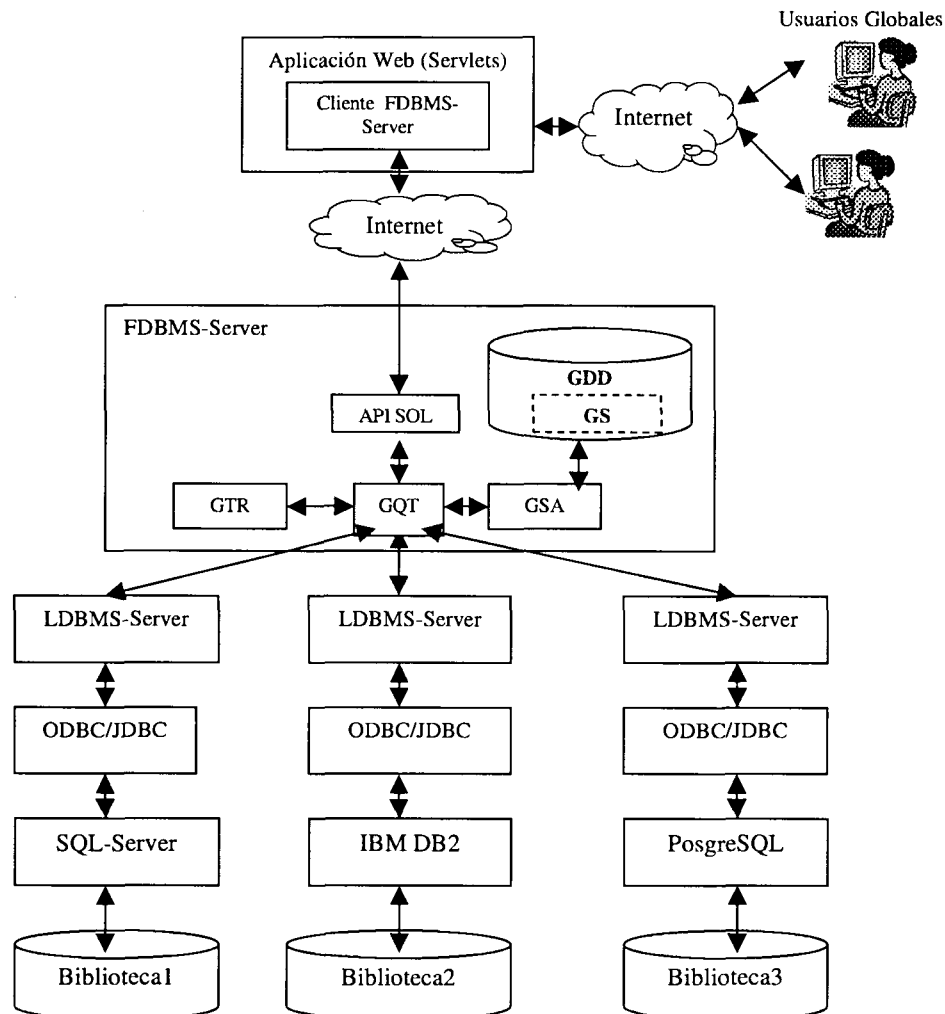 Usuarios Globales
Aplicación Web (Servlets)
Cliente FDBMS-
Server
Internet
Internet
FDBMS-Server
GDD
GS
API SOL
GTR
GQT
GSA
LDBMS-Server
LDBMS-Server
LDBMS-Server
ODBC/JDBC
ODBC/JDBC
ODBC/JDBC
SQL-Server
IBM DB2
PosgreSQL
Biblioteca1
Biblioteca2
Biblioteca3